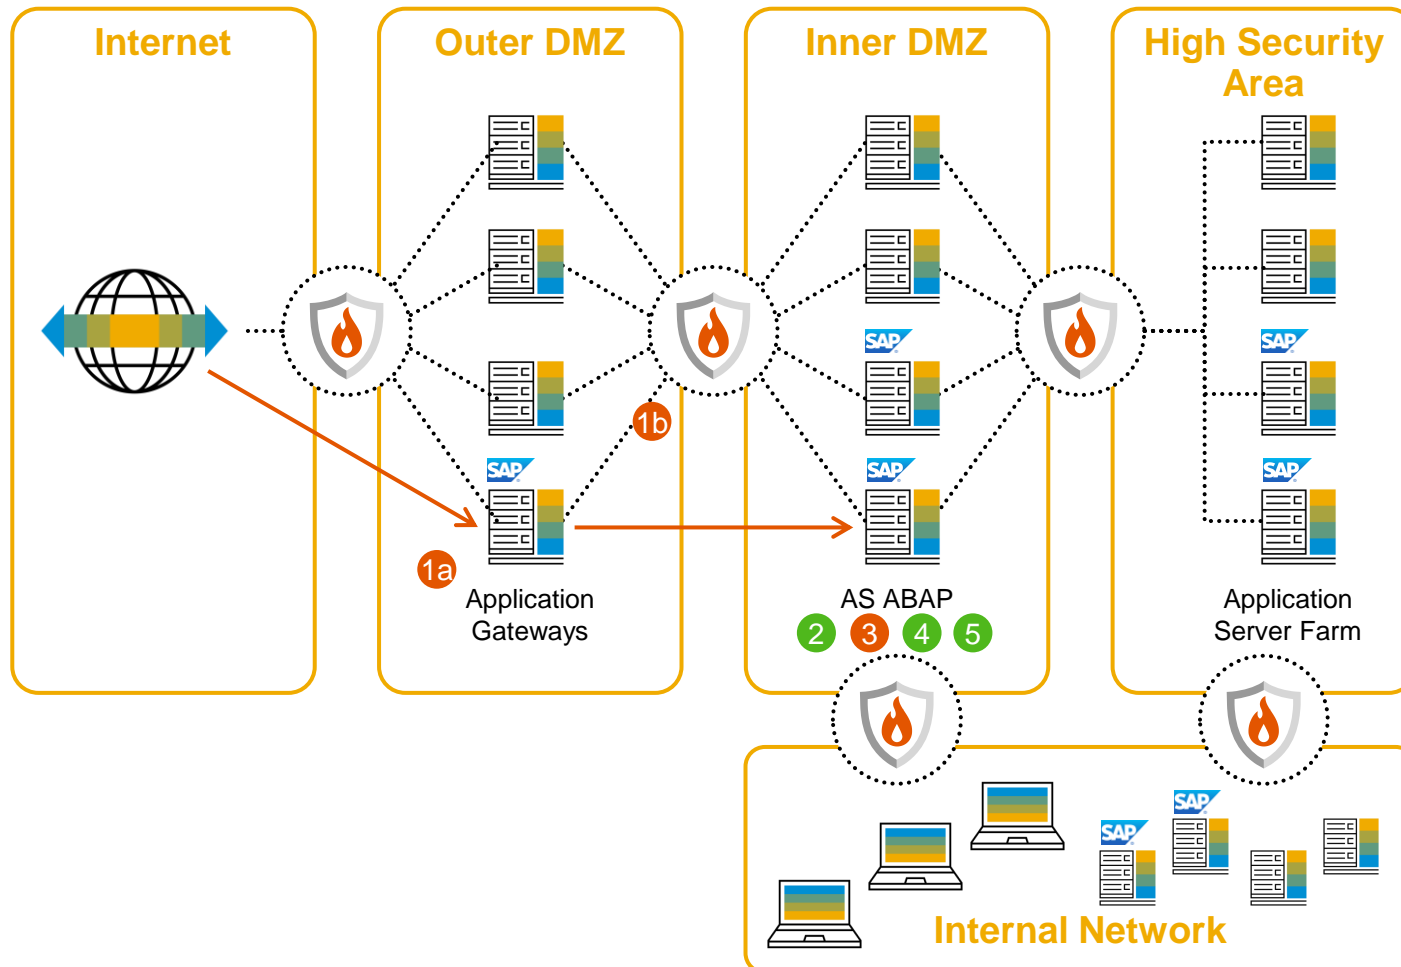 Internet
Outer DMZ
Inner DMZ
High Security
Area
SAP
SAP
1b
SAP
SAP
SAP
1a
Application
Gateways
AS ABAP
2 3 4 5
Application
Server Farm
SAP
SAP
Internal Network